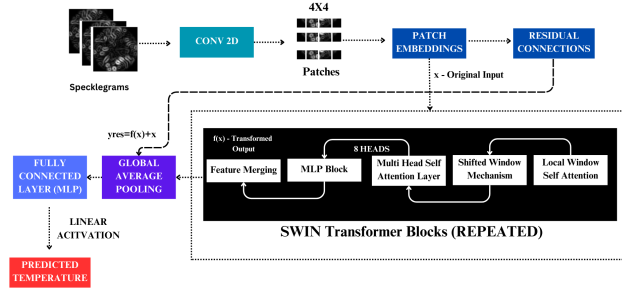 4X4
CONV 2D
PATCH
EMBEDDINGS
RESIDUAL
CONNECTIONS
Patches
Specklegrams
x - Original Input
yres=f(x)+x
f(x) - Transformed
Output
8 HEADS
FULLY
CONNECTED
LAYER (MLP)
GLOBAL
AVERAGE
POOLING
Feature Merging
MLP Block
Multi Head Self
Attention Layer
Shifted Window
Mechanism
Local Window
Self Attention
SWIN Transformer Blocks (REPEATED)
LINEAR
ACITVATION
PREDICTED
TEMPERATURE